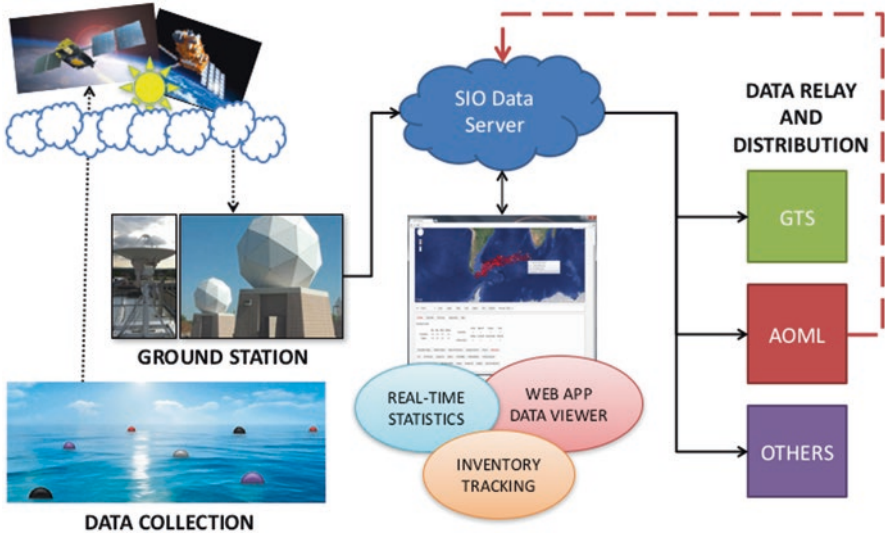 SIO Data
Server
DATA RELAY
AND
DISTRIBUTION
GTS
AOML
OTHERS
GROUND STATION
REAL-TIME
STATISTICS
WEB APP
DATA VIEWER
INVENTORY
TRACKING
DATA COLLECTION